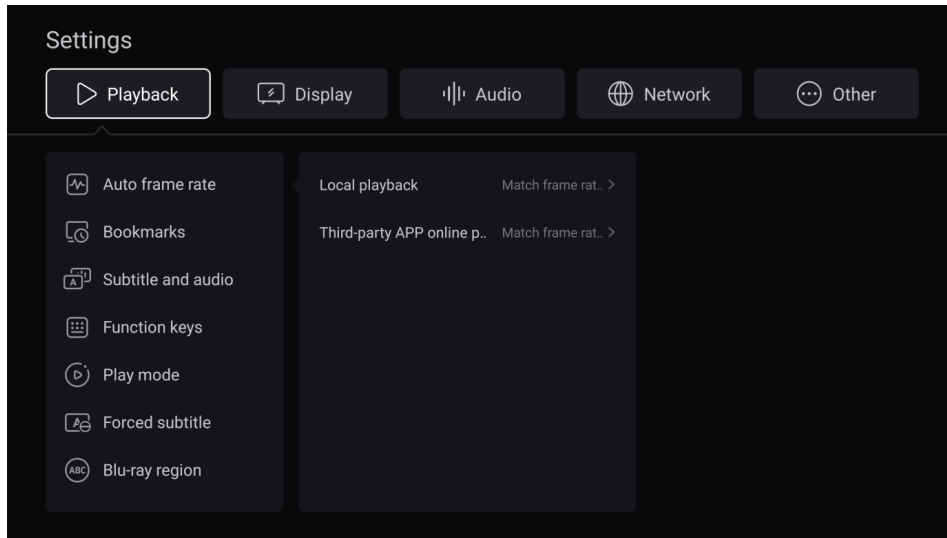 Settings
Playback
Display
Audio
Network
Other
Auto frame rate
Local playback
Match frame rat..
Bookmarks
Third-party APP online p..
Match frame rat..
A
Subtitle and audio
Function keys
Play mode
A
Forced subtitle
ABC
Blu-ray region